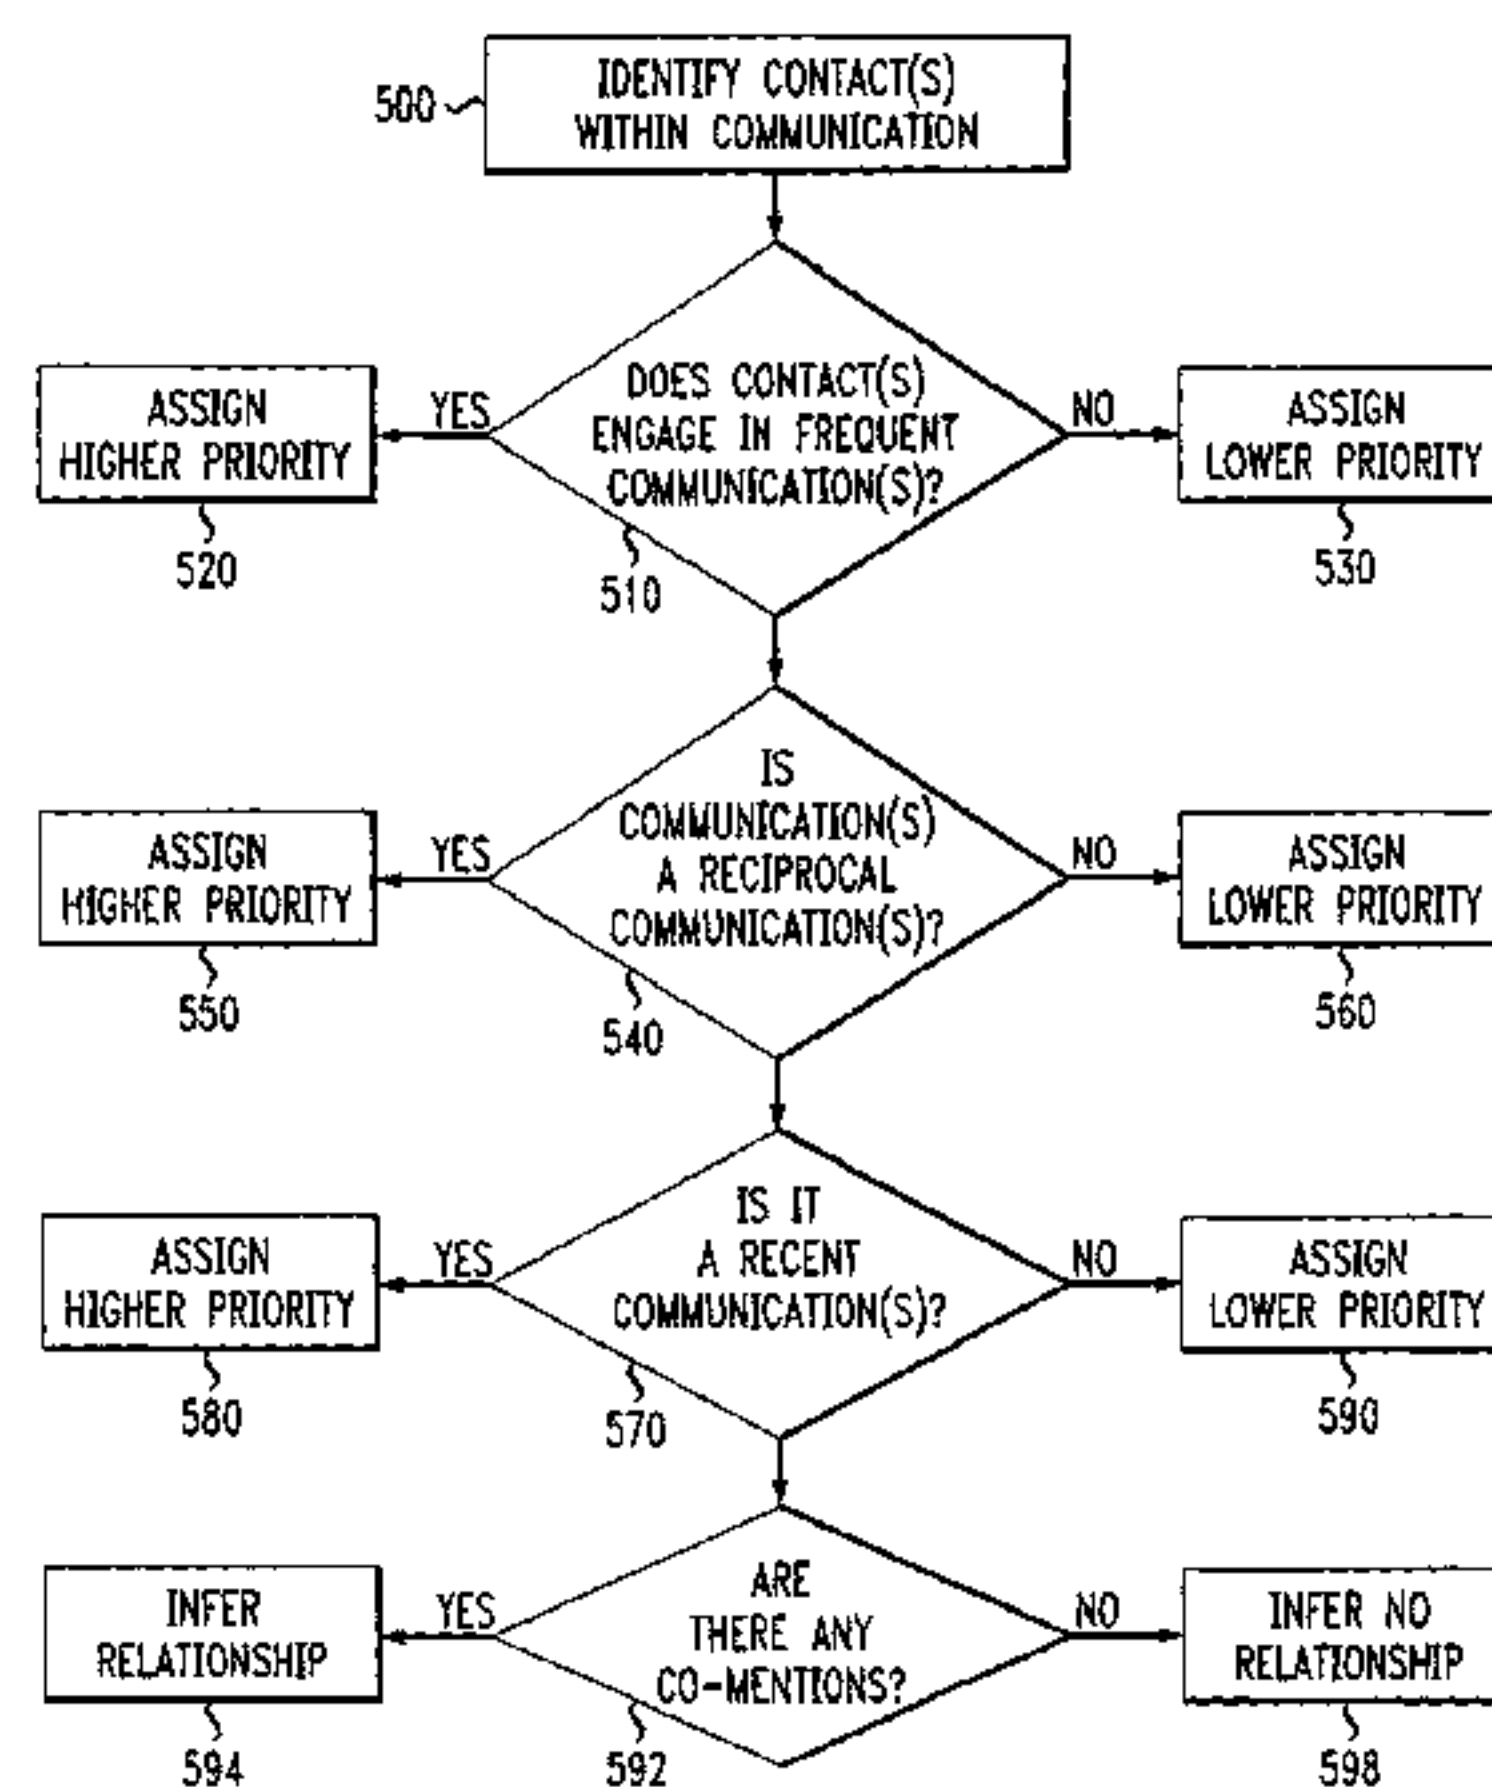 500
IDENTIFY CONTACT(S)
WITHIN COMMUNICATION
ASSIGN
HIGHER PRIORITY
520
YES
DOES CONTACT(S)
ENGAGE IN FREQUENT
COMMUNICATION(S)?
510
NO
ASSIGN
LOWER PRIORITY
530
ASSIGN
HIGHER PRIORITY
550
YES
IS
COMMUNICATION(S)
A RECIPROCAL
COMMUNICATION(S)?
540
NO
ASSIGN
LOWER PRIORITY
560
ASSIGN
HIGHER PRIORITY
580
YES
IS IT
A RECENT
COMMUNICATION(S)?
570
NO
ASSIGN
LOWER PRIORITY
590
INFER
RELATIONSHIP
594
YES
ARE
THERE ANY
CO-MENTIONS?
592
NO
INFER NO
RELATIONSHIP
598